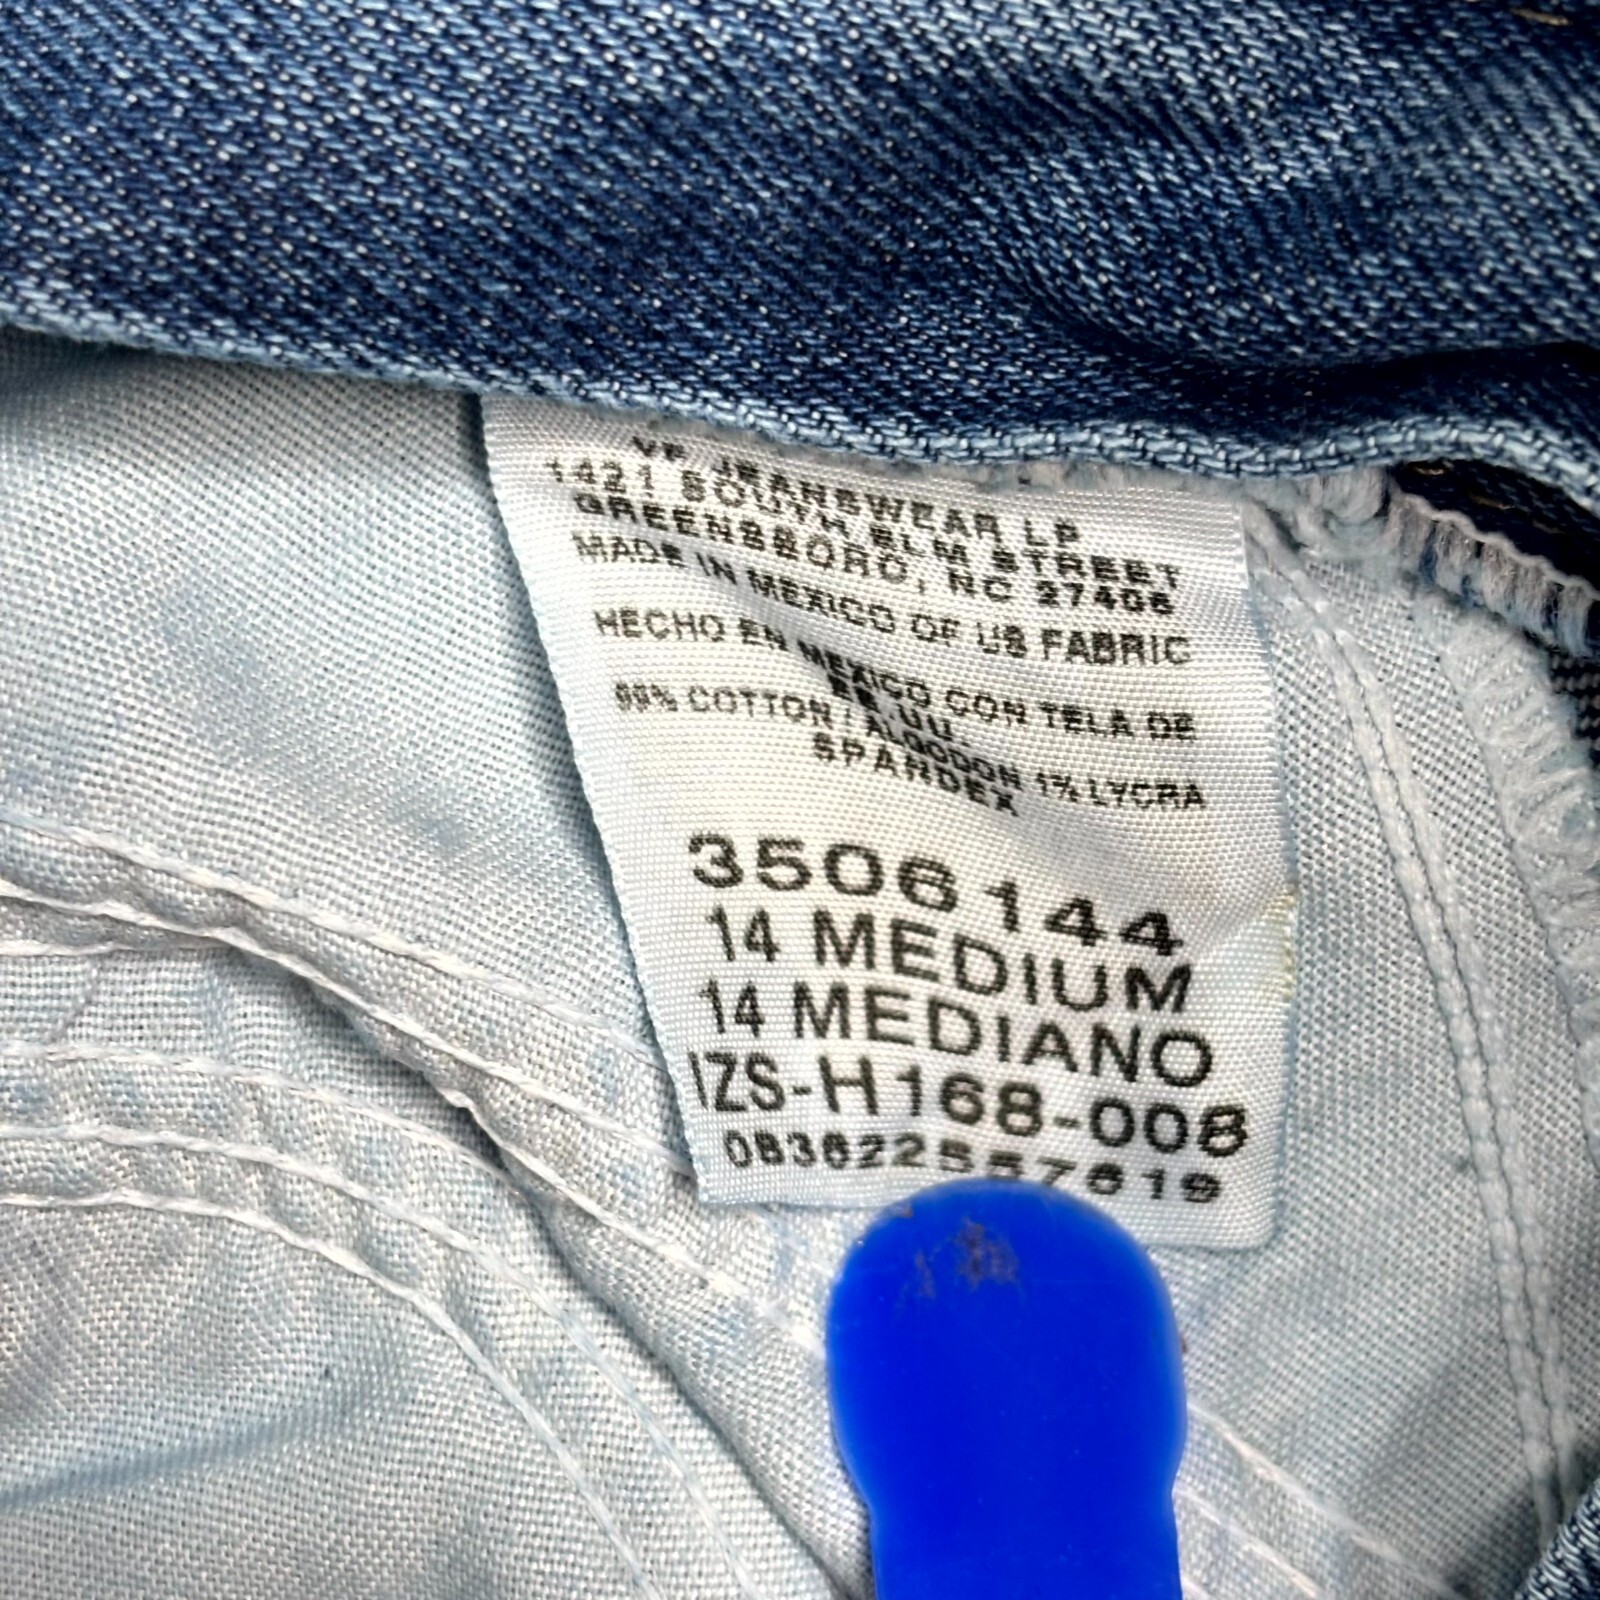 VF JEANSWEAR LP
1421 SOUTH ELM STREET
GREENSBORO, NC 27406
MADE IN MEXICO OF US FABRIC
HECHO EN MEXICO CON TELA DE
EE.UU.
99% COTTON / ALGODON 1% LYCRA
SPANDEX
3506144
14 MEDIUM
14 MEDIANO
IZS-H168-008